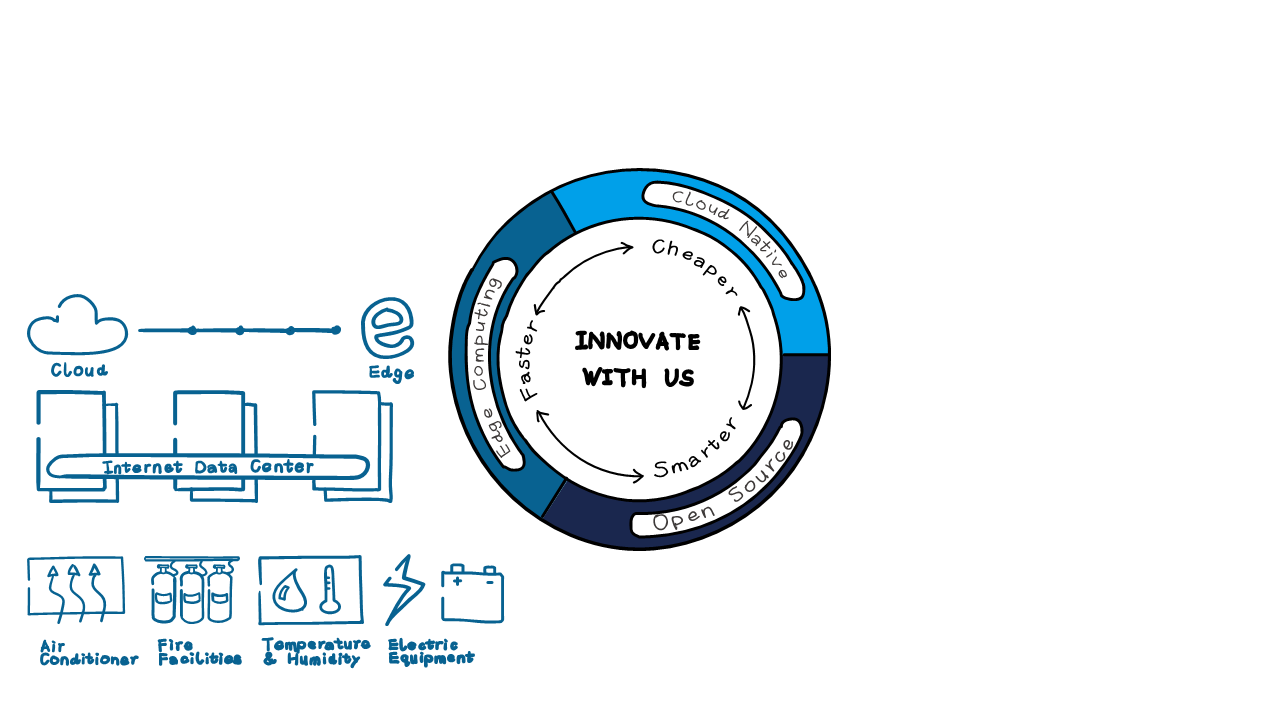 Cloud Native
Cheaper
Edge Computing
Faster
INNOVATE
WITH US
Smarter
Open Source
Cloud
Edge
Internet Data Center
Air
Conditioner
Fire
Facilities
Temperature
& Humidity
Electric
Equipment